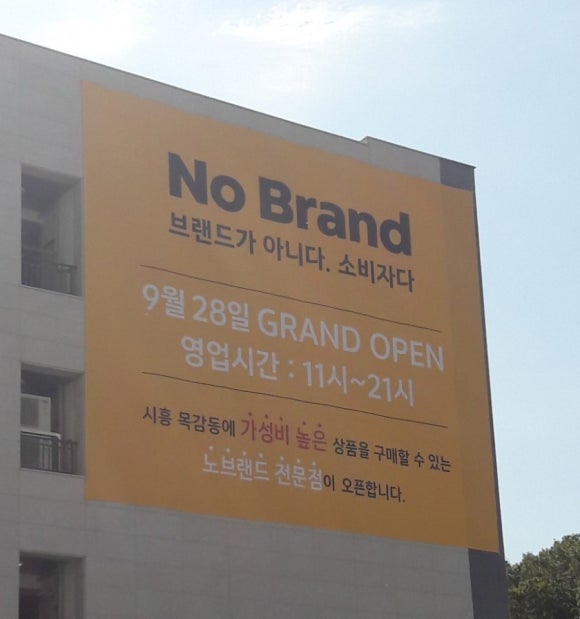 No Brand
브랜드가 아니다. 소비자다
9월 28일 GRAND OPEN
영업시간 : 11시~21시
시흥 목감동에 가성비 높은 상품을 구매할 수 있는
노브랜드 전문점이 오픈합니다.